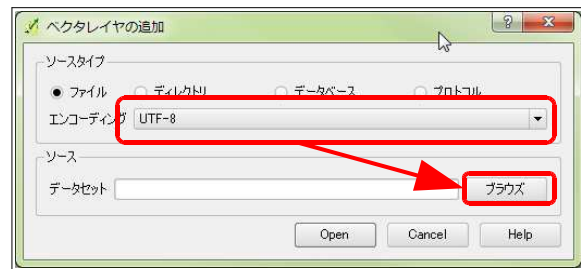 ベクタレイヤの追加
ソースタイプ
ファイル ディレクトリ データベース プロトコル
エンコーディング UTF-8
ソース
データセット ブラウズ
Open Cancel Help